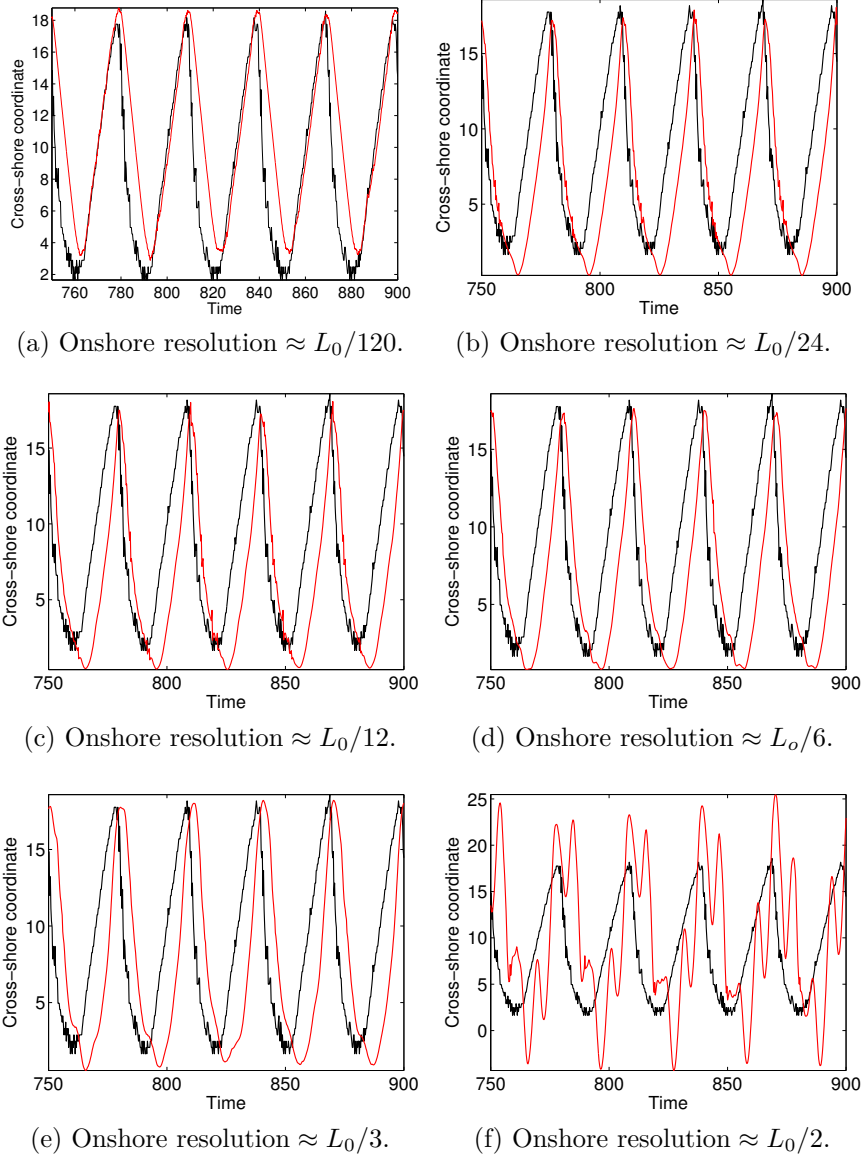 18
16
14
12
10
8
6
4
2
Cross-shore coordinate
760 780 800 820 840 860 880 900
Time
(a) Onshore resolution ≈ L₀/120.
15
10
5
Cross-shore coordinate
750 800 850 900
Time
(b) Onshore resolution ≈ L₀/24.
15
10
5
Cross-shore coordinate
750 800 850 900
Time
(c) Onshore resolution ≈ L₀/12.
15
10
5
Cross-shore coordinate
750 800 850 900
Time
(d) Onshore resolution ≈ Lₒ/6.
15
10
5
Cross-shore coordinate
750 800 850 900
Time
(e) Onshore resolution ≈ L₀/3.
25
20
15
10
5
0
Cross-shore coordinate
750 800 850 900
Time
(f) Onshore resolution ≈ L₀/2.